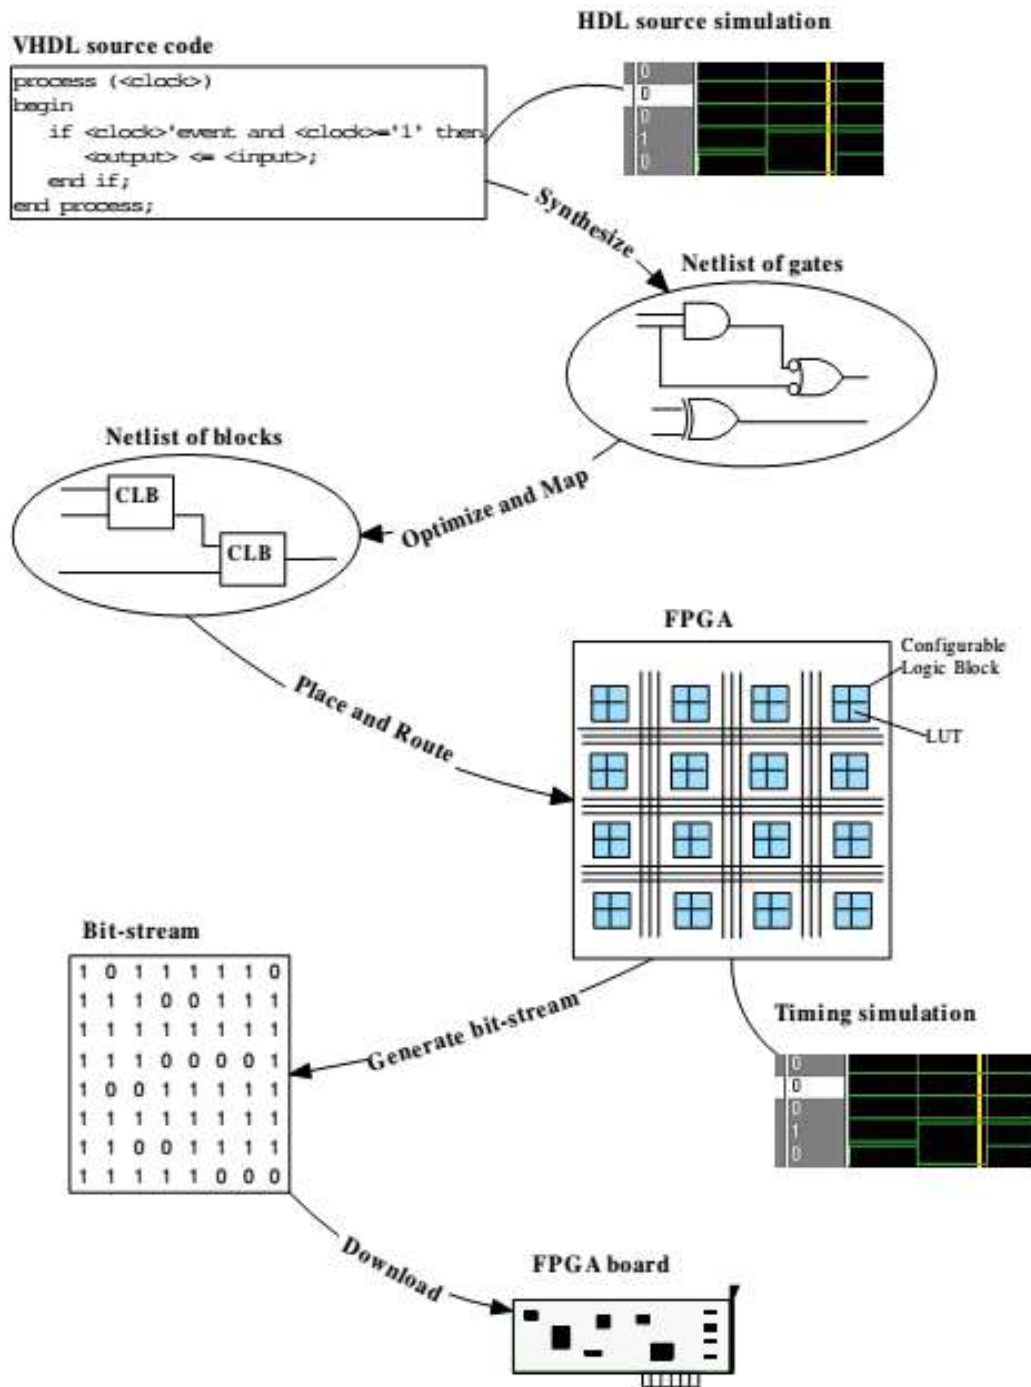 HDL source simulation
VHDL source code
process (<clock>)
begin
if <clock>'event and <clock>='1' then
<output> <= <input>;
end if;
end process;
0
0
0
1
0
Synthesize
Netlist of gates
Netlist of blocks
CLB
CLB
Optimize and Map
FPGA
Configurable
Logic Block
LUT
Place and Route
Bit-stream
1 0 1 1 1 1 1 0
1 1 1 0 0 1 1 1
1 1 1 1 1 1 1 1
1 1 1 0 0 0 0 1
1 0 0 1 1 1 1 1
1 1 1 1 1 1 1 1
1 1 0 0 1 1 1 1
1 1 1 1 1 0 0 0
Generate bit-stream
Timing simulation
0
0
0
1
0
Download
FPGA board